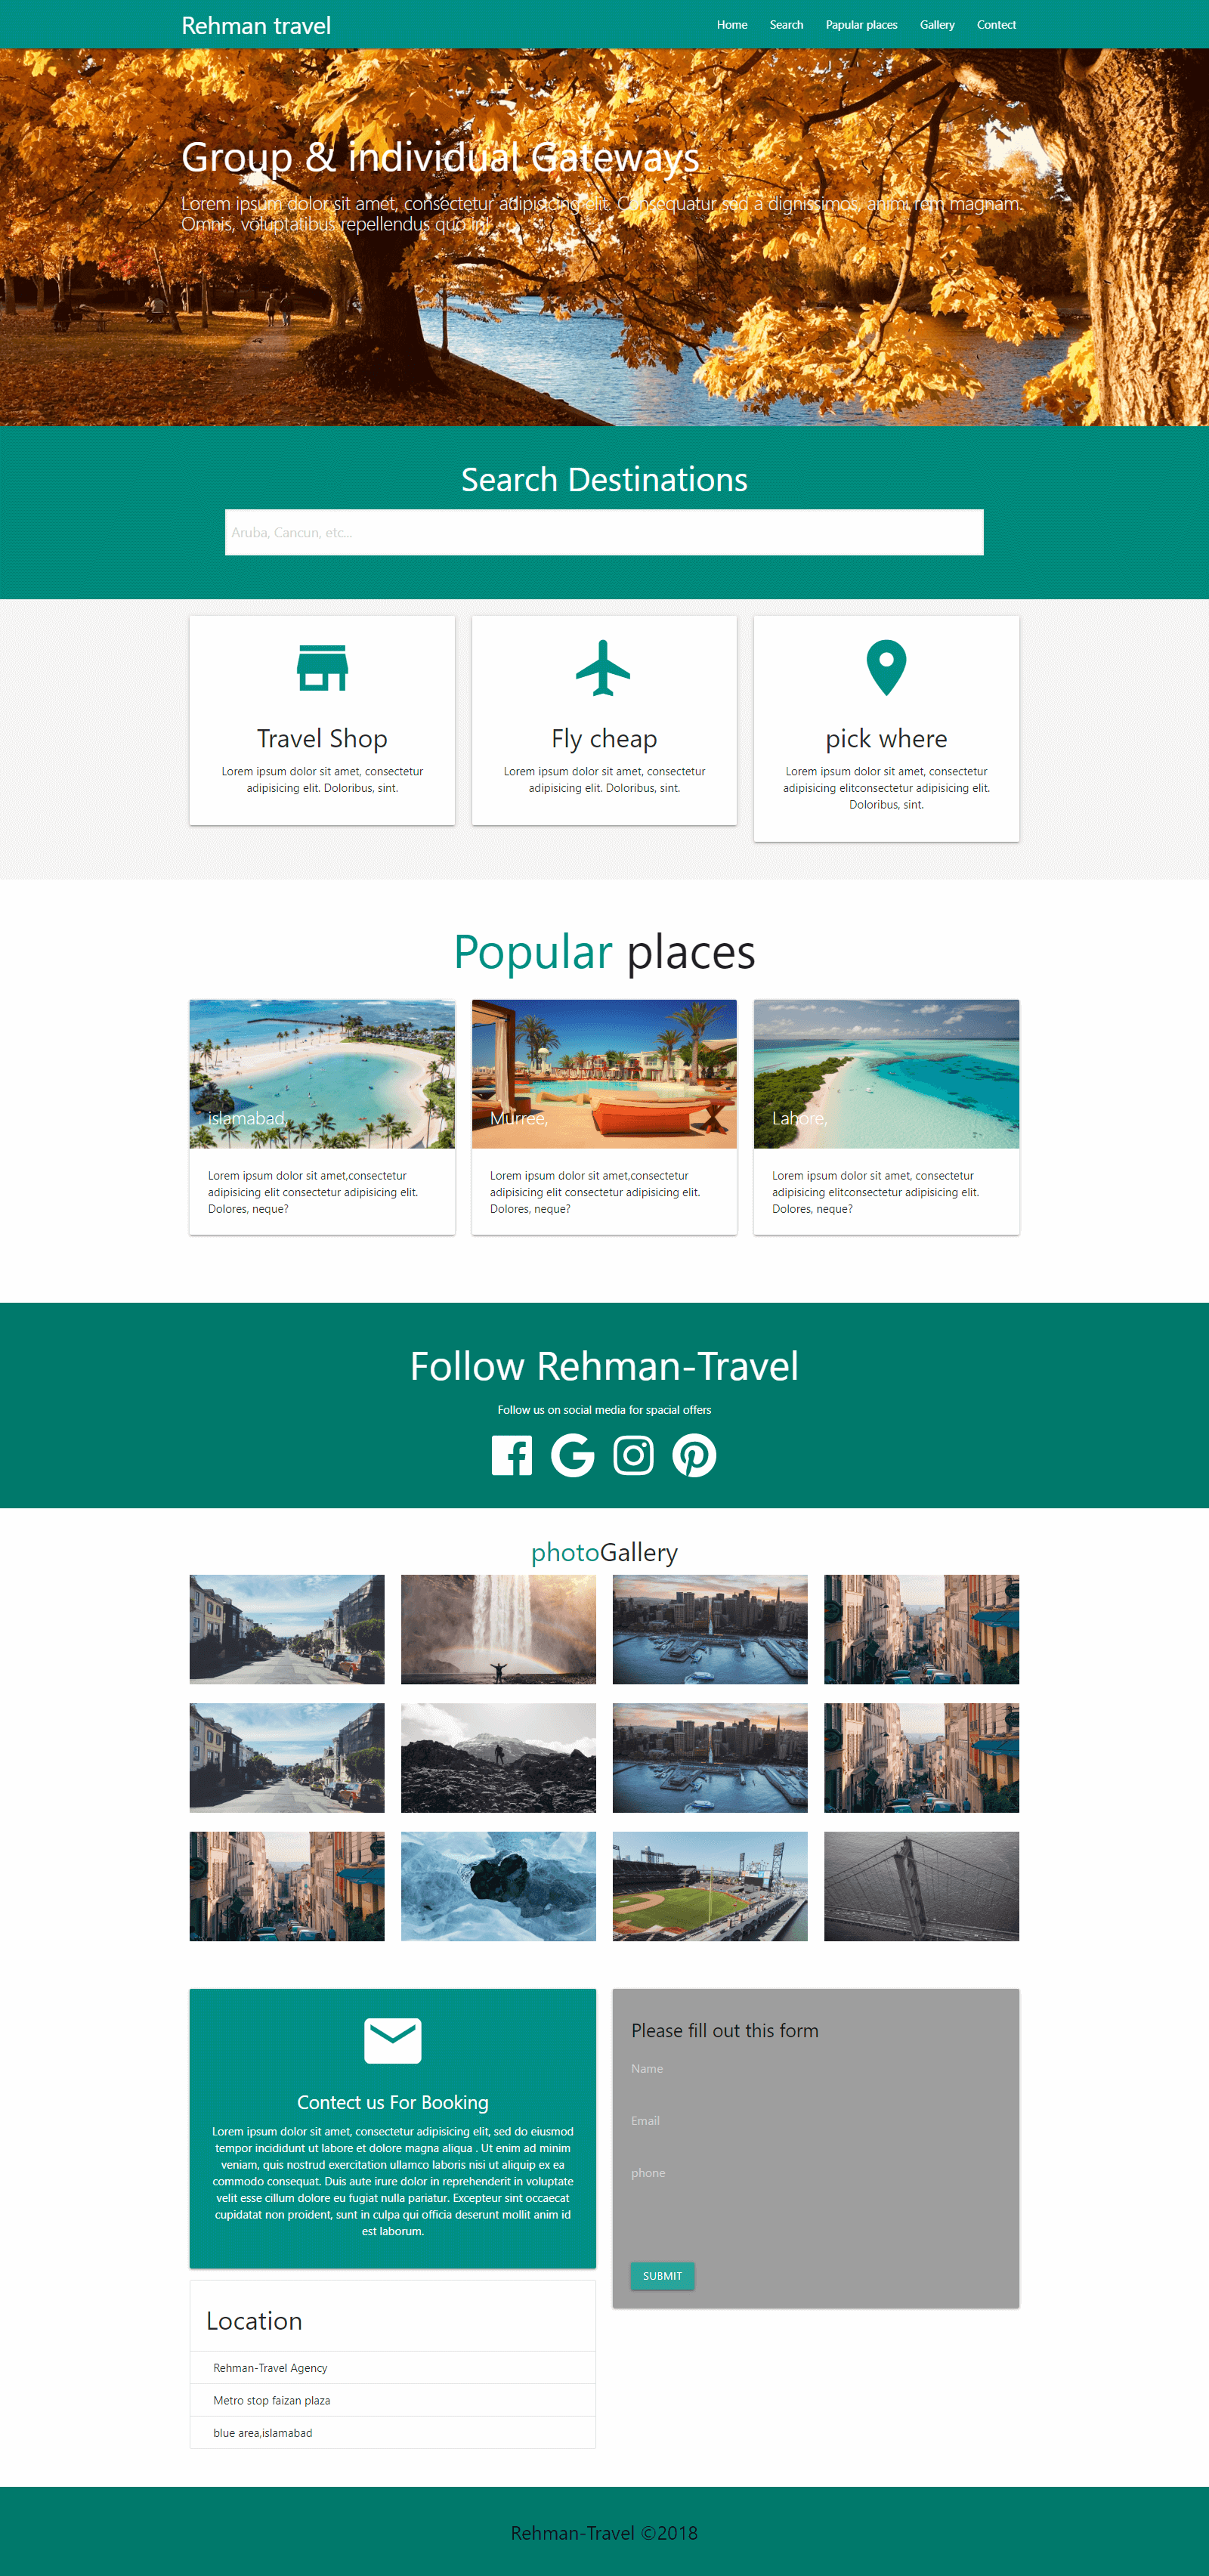 Rehman travel
Home Search Papular places Gallery Contect
Group & individual Gateways
Lorem ipsum dolor sit amet, consectetur adipisicing elit. Consequatur sed a dignissimos, animi rem magnam.
Omnis, voluptatibus repellendus quo in!
Search Destinations
Aruba, Cancun, etc...
Travel Shop
Lorem ipsum dolor sit amet, consectetur
adipisicing elit. Doloribus, sint.
Fly cheap
Lorem ipsum dolor sit amet, consectetur
adipisicing elit. Doloribus, sint.
pick where
Lorem ipsum dolor sit amet, consectetur
adipisicing elitconsectetur adipisicing elit.
Doloribus, sint.
Popular places
islamabad,
Lorem ipsum dolor sit amet,consectetur
adipisicing elit consectetur adipisicing elit.
Dolores, neque?
Murree,
Lorem ipsum dolor sit amet,consectetur
adipisicing elit consectetur adipisicing elit.
Dolores, neque?
Lahore,
Lorem ipsum dolor sit amet, consectetur
adipisicing elitconsectetur adipisicing elit.
Dolores, neque?
Follow Rehman-Travel
Follow us on social media for spacial offers
photoGallery
Contect us For Booking
Lorem ipsum dolor sit amet, consectetur adipisicing elit, sed do eiusmod
tempor incididunt ut labore et dolore magna aliqua . Ut enim ad minim
veniam, quis nostrud exercitation ullamco laboris nisi ut aliquip ex ea
commodo consequat. Duis aute irure dolor in reprehenderit in voluptate
velit esse cillum dolore eu fugiat nulla pariatur. Excepteur sint occaecat
cupidatat non proident, sunt in culpa qui officia deserunt mollit anim id
est laborum.
Location
Rehman-Travel Agency
Metro stop faizan plaza
blue area,islamabad
Please fill out this form
Name
Email
phone
SUBMIT
Rehman-Travel ©2018